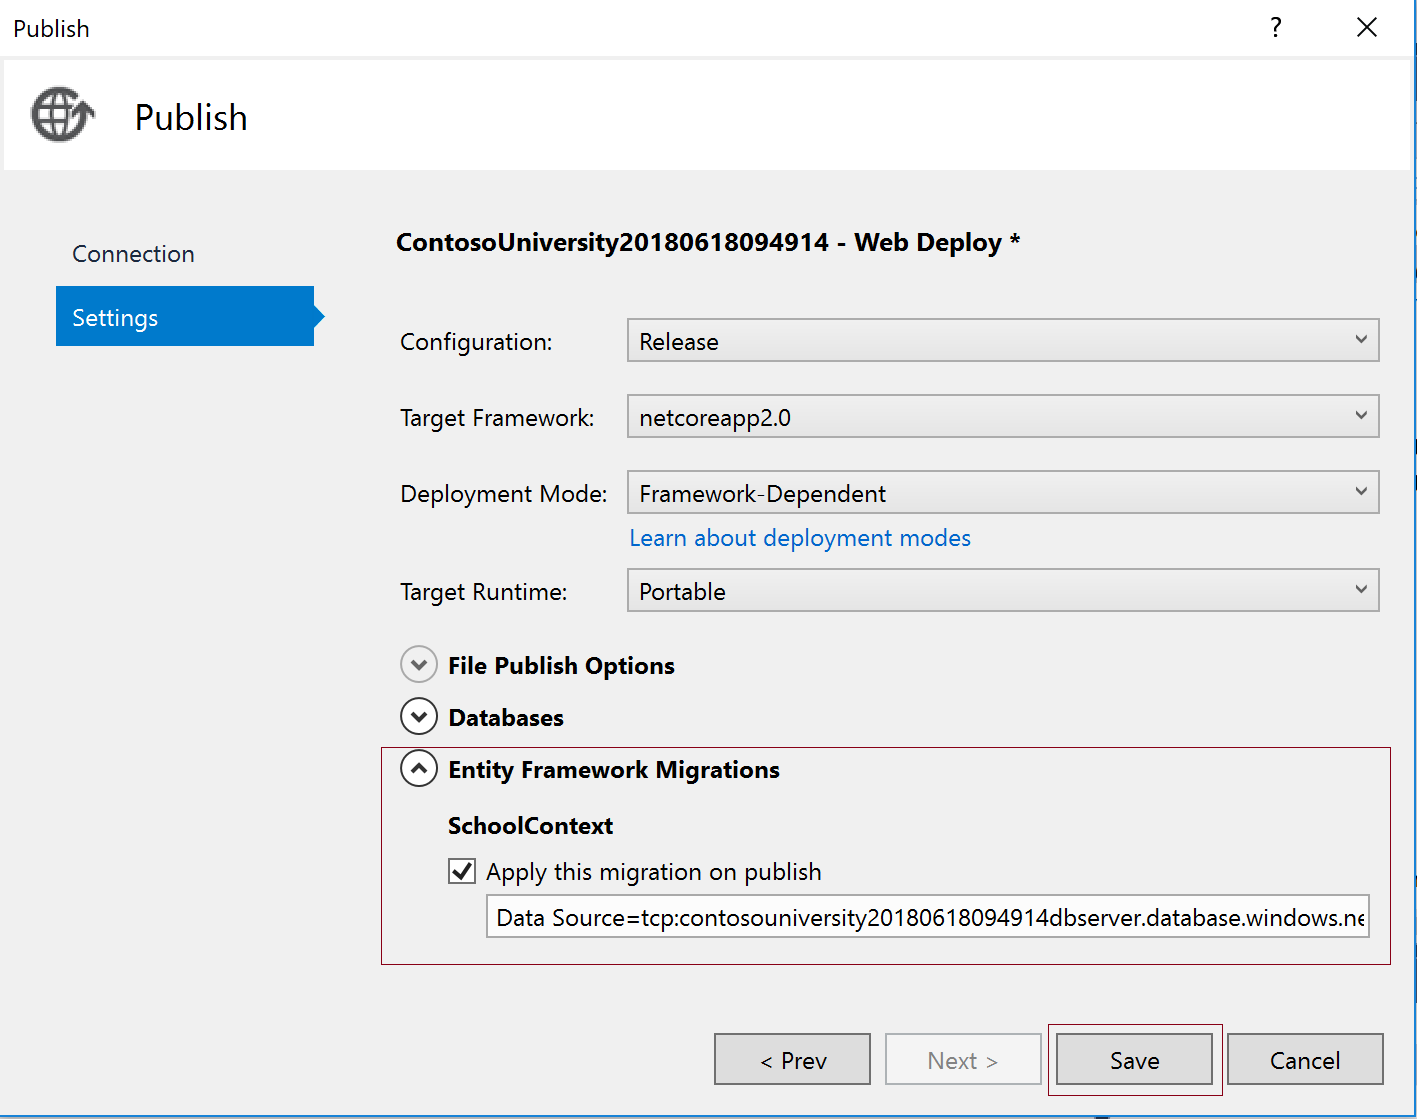 Publish
?
Publish
Connection
Settings
ContosoUniversity20180618094914 - Web Deploy *
Configuration: Release
Target Framework: netcoreapp2.0
Deployment Mode: Framework-Dependent
Learn about deployment modes
Target Runtime: Portable
File Publish Options
Databases
Entity Framework Migrations
SchoolContext
Apply this migration on publish
Data Source=tcp:contosouniversity20180618094914dbserver.database.windows.ne
< Prev Next > Save Cancel